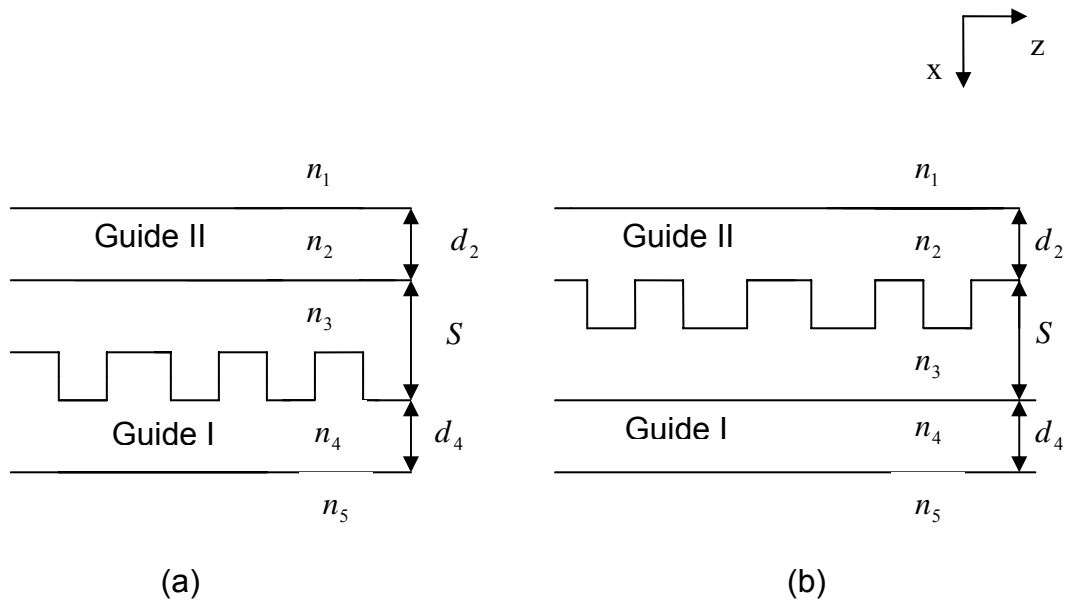 z
x
n₁ n₁
Guide II n₂ d₂ Guide II n₂ d₂
n₃ S S
n₃
Guide I n₄ d₄ Guide I n₄ d₄
n₅ n₅
(a) (b)